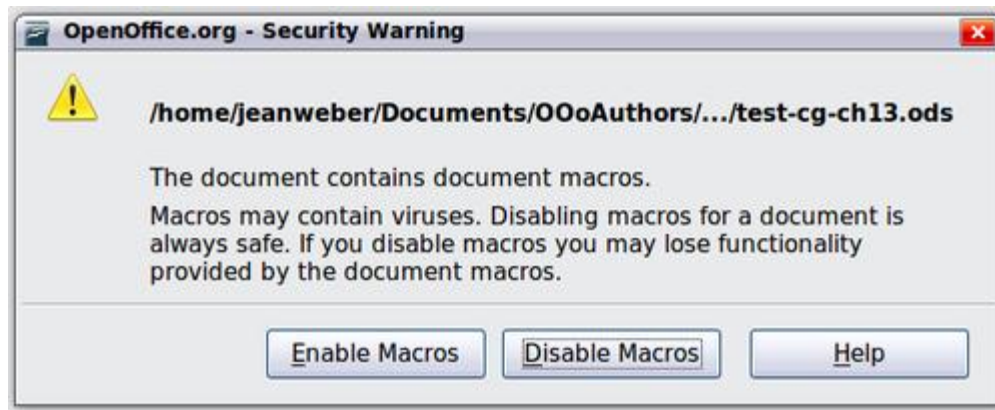 OpenOffice.org - Security Warning
/home/jeanweber/Documents/OOoAuthors/.../test-cg-ch13.ods
The document contains document macros.
Macros may contain viruses. Disabling macros for a document is
always safe. If you disable macros you may lose functionality
provided by the document macros.
Enable Macros Disable Macros Help